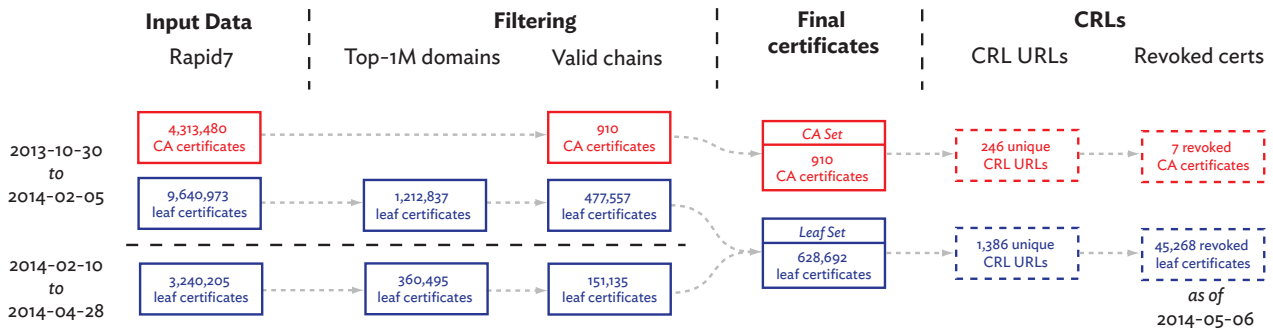 Input Data
Filtering
Final
certificates
CRLs
Rapid7
Top-1M domains
Valid chains
CRL URLs
Revoked certs
2013-10-30
to
2014-02-05
4,313,480
CA certificates
910
CA certificates
CA Set
910
CA certificates
246 unique
CRL URLs
7 revoked
CA certificates
9,640,973
leaf certificates
1,212,837
leaf certificates
477,557
leaf certificates
Leaf Set
628,692
leaf certificates
1,386 unique
CRL URLs
45,268 revoked
leaf certificates
2014-02-10
to
2014-04-28
3,240,205
leaf certificates
360,495
leaf certificates
151,135
leaf certificates
as of
2014-05-06